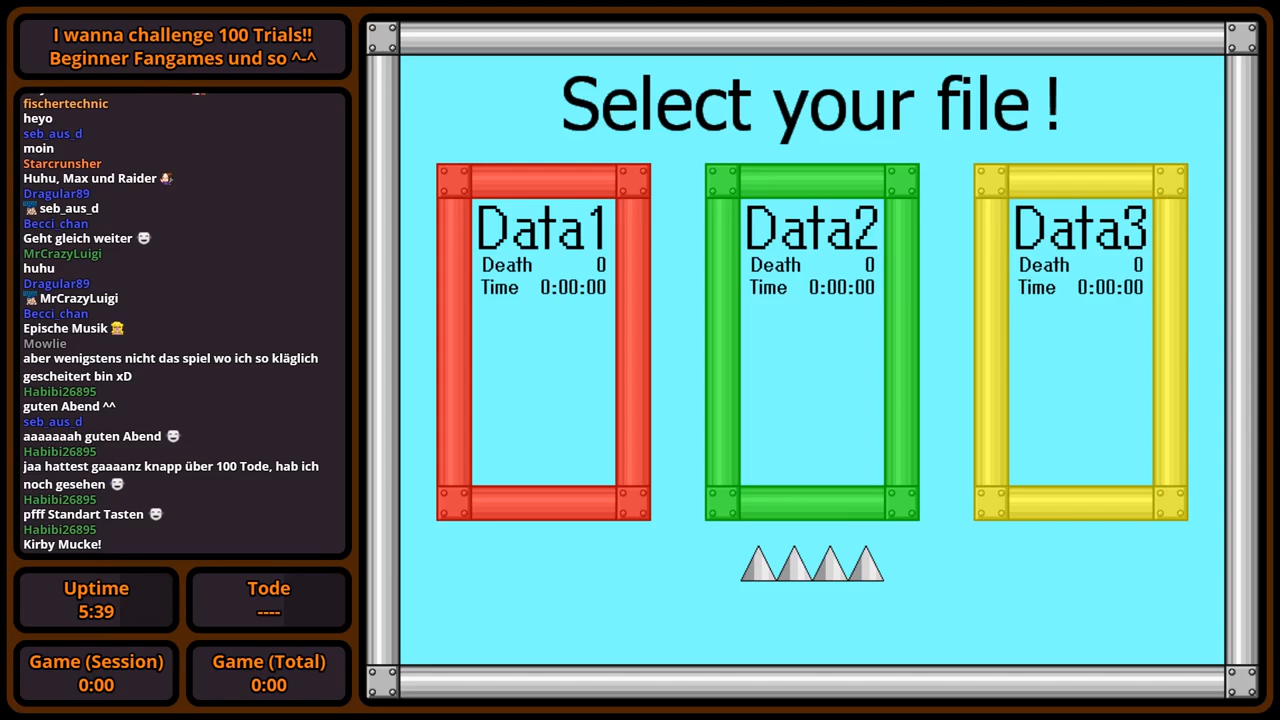 I wanna challenge 100 Trials!!
Beginner Fangames und so ^-^
fischertechnic
heyo
seb_aus_d
moin
Starcrunsher
Huhu, Max und Raider
Dragular89
seb_aus_d
Becci_chan
Geht gleich weiter
MrCrazyLuigi
huhu
Dragular89
MrCrazyLuigi
Becci_chan
Epische Musik
Mowlie
aber wenigstens nicht das spiel wo ich so kläglich
gescheitert bin xD
Habibi26895
guten Abend ^^
seb_aus_d
aaaaaaah guten Abend
Habibi26895
jaa hattest gaaaanz knapp über 100 Tode, hab ich
noch gesehen
Habibi26895
pfff Standart Tasten
Habibi26895
Kirby Mucke!
Uptime
5:39
Tode
----
Game (Session)
0:00
Game (Total)
0:00
Select your file !
Data1
Death 0
Time 0:00:00
Data2
Death 0
Time 0:00:00
Data3
Death 0
Time 0:00:00